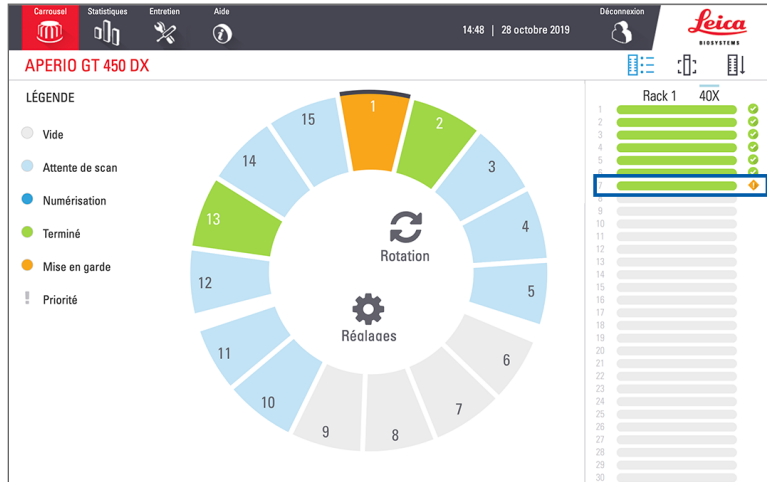 Carrousel Statistiques Entretien Aide
14:48 | 28 octobre 2019
Déconnexion
Leica
BIOSYSTEMS
APERIO GT 450 DX
LÉGENDE
Vide
Attente de scan
Numérisation
Terminé
Mise en garde
! Priorité
1
2
3
4
5
6
7
8
9
10
11
12
13
14
15
Rotation
Réglages
Rack 1 40X
1
2
3
4
5
6
7
8
9
10
11
12
13
14
15
16
17
18
19
20
21
22
23
24
25
26
27
28
29
30